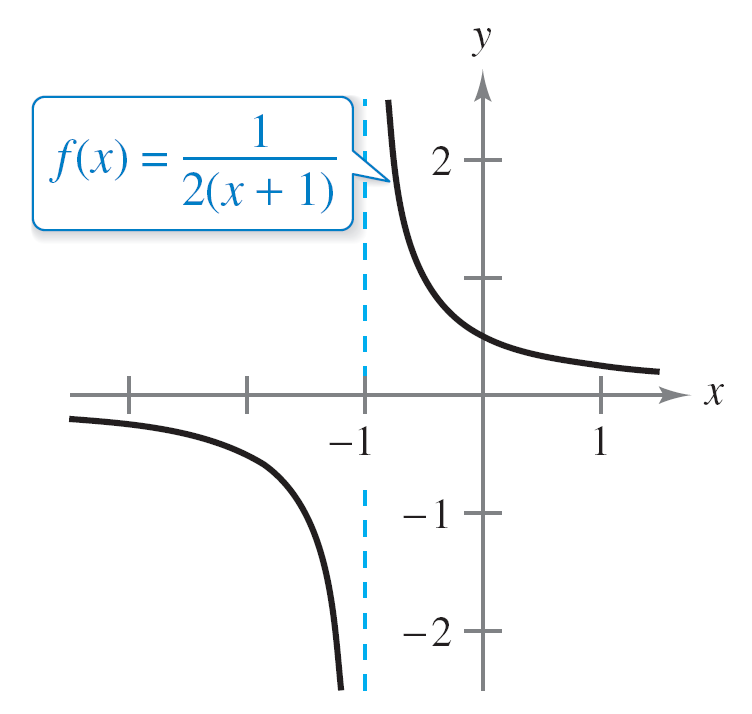 y
f(x) = 1/2(x + 1)
2
x
−1
1
−1
−2